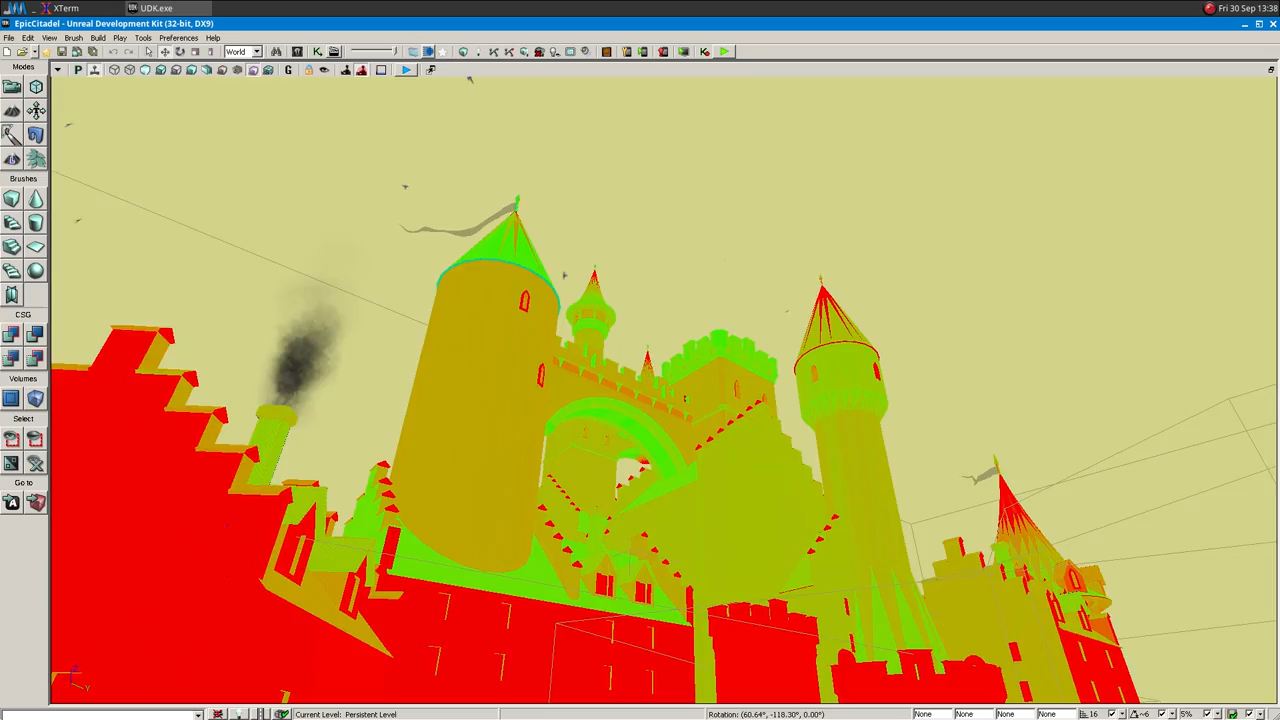 XTerm
UDK.exe
Fri 30 Sep 13:38
EpicCitadel - Unreal Development Kit (32-bit, DX9)
File Edit View Brush Build Play Tools Preferences Help
World
Modes
P
G
Brushes
CSG
Volumes
Select
Go to
Z
Y
Current Level: Persistent Level
Rotation: (60.64°, -118.30°, 0.00°)
None
None
None
None
16
6
5%